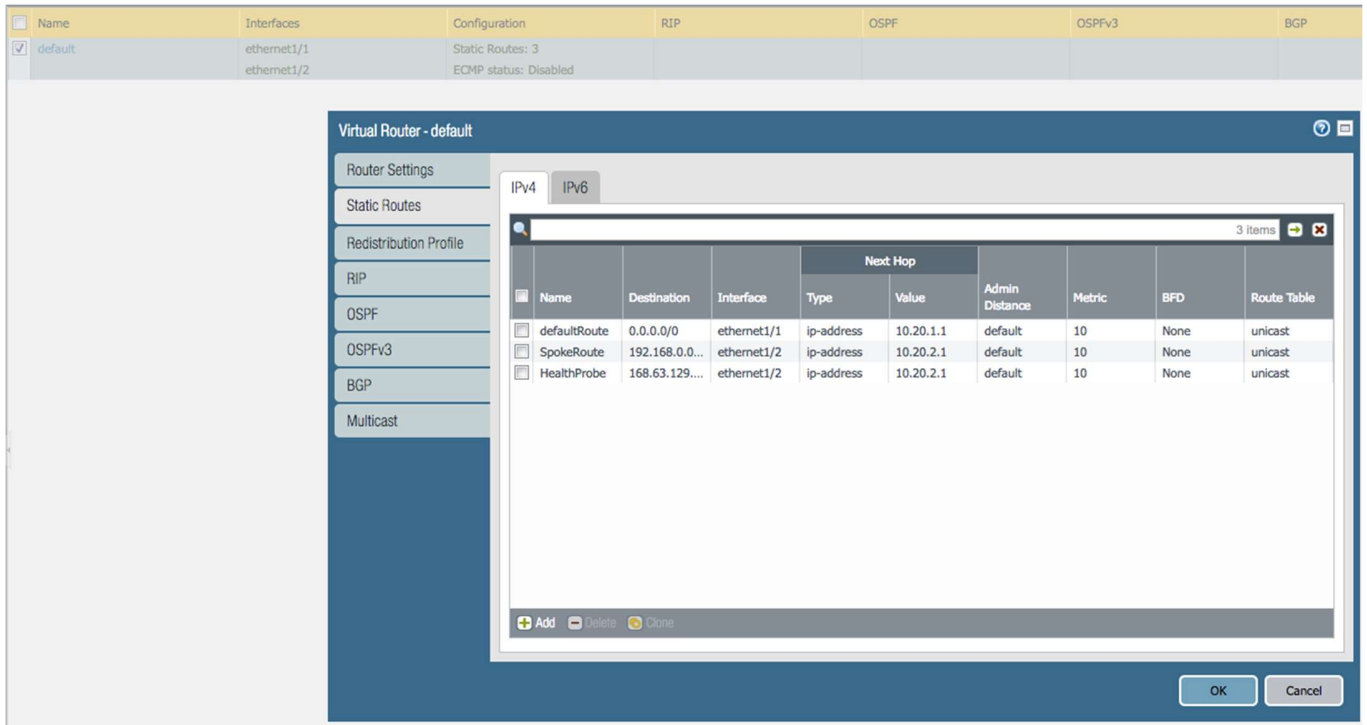 Name Interfaces Configuration RIP OSPF OSPFv3 BGP
default ethernet1/1 Static Routes: 3
ethernet1/2 ECMP status: Disabled
Virtual Router - default
Router Settings
Static Routes
Redistribution Profile
RIP
OSPF
OSPFv3
BGP
Multicast
IPv4 IPv6
3 items
Next Hop
Name Destination Interface Type Value Admin Distance Metric BFD Route Table
defaultRoute 0.0.0.0/0 ethernet1/1 ip-address 10.20.1.1 default 10 None unicast
SpokeRoute 192.168.0.0... ethernet1/2 ip-address 10.20.2.1 default 10 None unicast
HealthProbe 168.63.129.... ethernet1/2 ip-address 10.20.2.1 default 10 None unicast
Add Delete Clone
OK Cancel